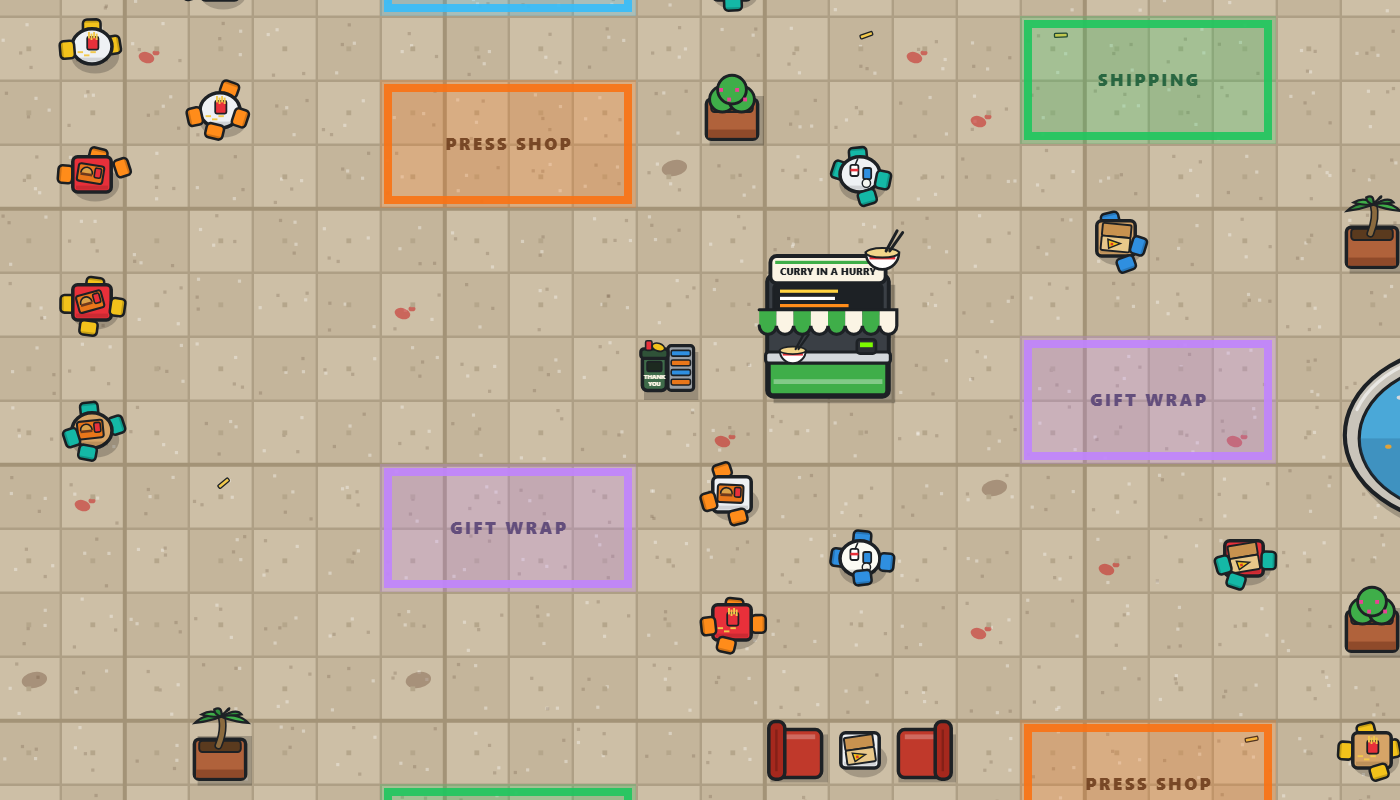 SHIPPING
PRESS SHOP
CURRY IN A HURRY
THANK
YOU
GIFT WRAP
GIFT WRAP
PRESS SHOP